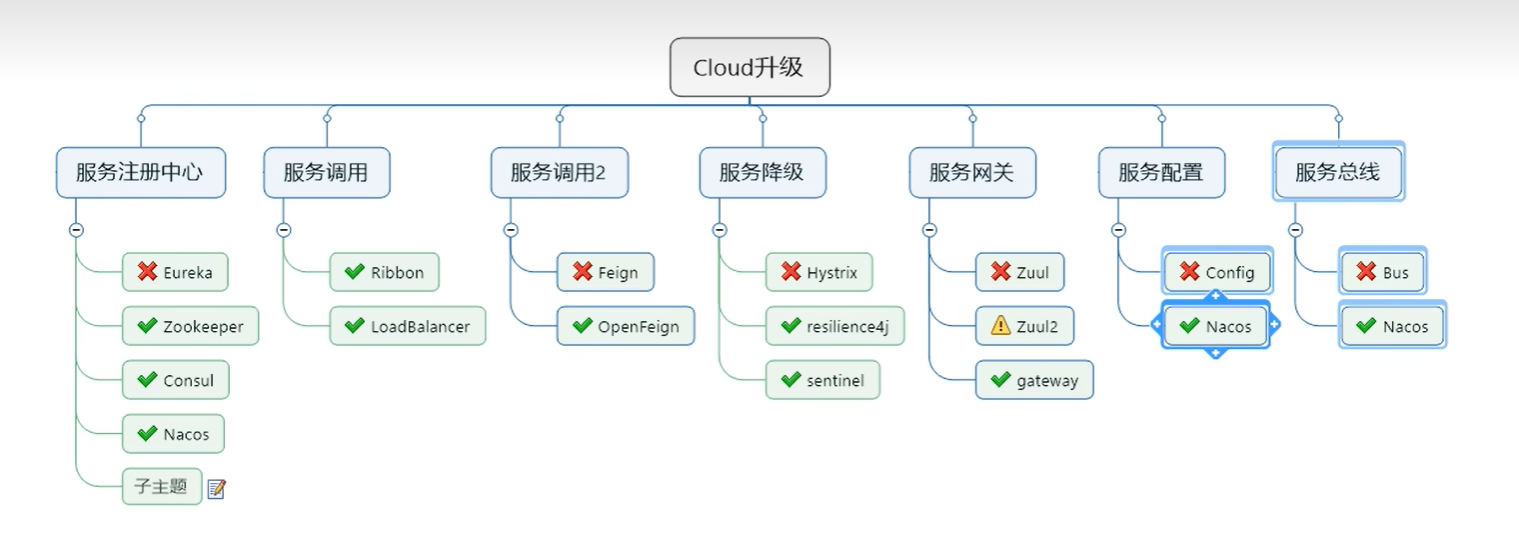 Cloud升级
服务注册中心
Eureka
Zookeeper
Consul
Nacos
子主题
服务调用
Ribbon
LoadBalancer
服务调用2
Feign
OpenFeign
服务降级
Hystrix
resilience4j
sentinel
服务网关
Zuul
Zuul2
gateway
服务配置
Config
Nacos
服务总线
Bus
Nacos